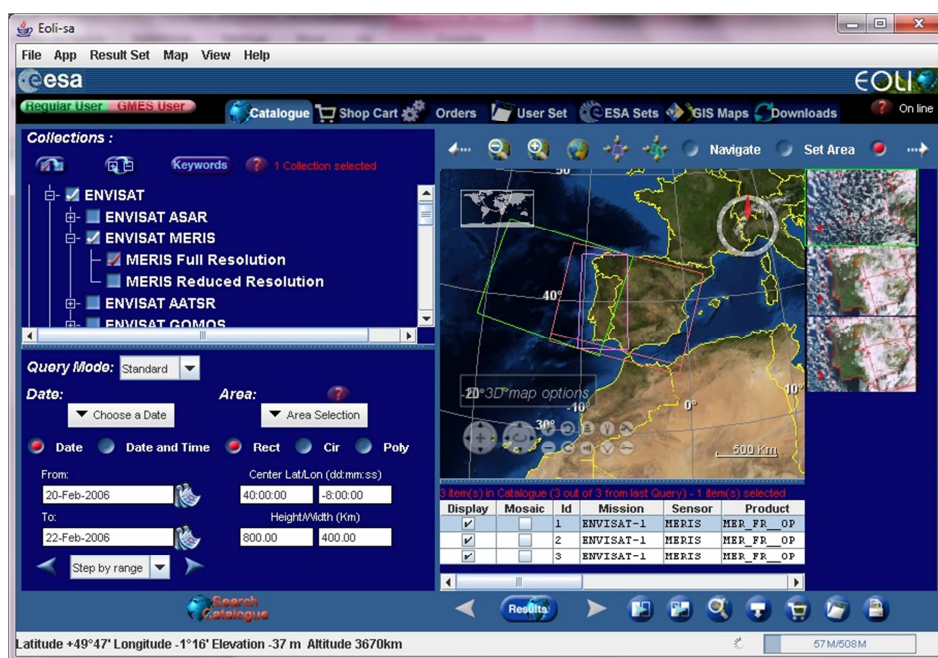 Eoli-sa
File App Result Set Map View Help
esa
EOLI
Regular User GMES User
Catalogue Shop Cart Orders User Set ESA Sets GIS Maps Downloads
On line
Collections :
Keywords ? 1 Collection selected
Navigate Set Area
ENVISAT
ENVISAT ASAR
ENVISAT MERIS
MERIS Full Resolution
MERIS Reduced Resolution
ENVISAT AATSR
ENVISAT GOMOS
50°
40°
-20° 3D map options
-10°
0°
10°
30°
500 Km
Query Mode: Standard
Date: Area: ?
Choose a Date Area Selection
Date Date and Time Rect Cir Poly
From: Center Lat/Lon (dd:mm:ss)
20-Feb-2006 40:00:00 -8:00:00
To: Height/Width (Km)
22-Feb-2006 800.00 400.00
Step by range
Search
Catalogue
3 item(s) in Catalogue (3 out of 3 from last Query) - 1 item(s) selected
Display Mosaic Id Mission Sensor Product
1 ENVISAT-1 MERIS MER_FR__OP
2 ENVISAT-1 MERIS MER_FR__OP
3 ENVISAT-1 MERIS MER_FR__OP
Results
Latitude +49°47' Longitude -1°16' Elevation -37 m Altitude 3670km
57M/508M